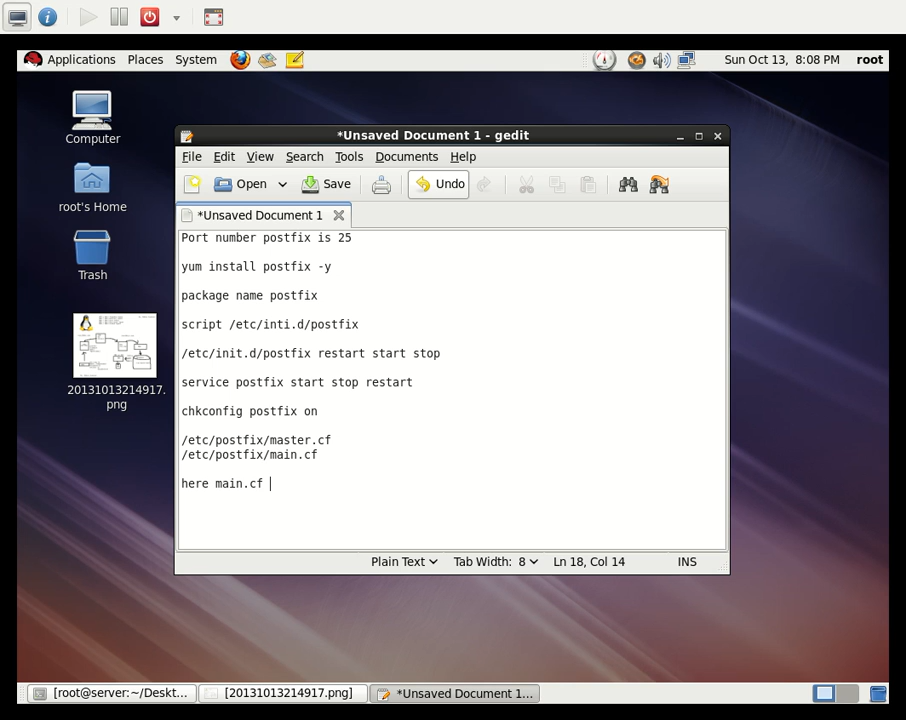 Applications Places System Sun Oct 13, 8:08 PM root
Computer
root's Home
Trash
20131013214917.
png
*Unsaved Document 1 - gedit
File Edit View Search Tools Documents Help
Open Save Undo
*Unsaved Document 1
Port number postfix is 25
yum install postfix -y
package name postfix
script /etc/inti.d/postfix
/etc/init.d/postfix restart start stop
service postfix start stop restart
chkconfig postfix on
/etc/postfix/master.cf
/etc/postfix/main.cf
here main.cf
Plain Text Tab Width: 8 Ln 18, Col 14 INS
[root@server:~/Deskt... [20131013214917.png] *Unsaved Document 1...